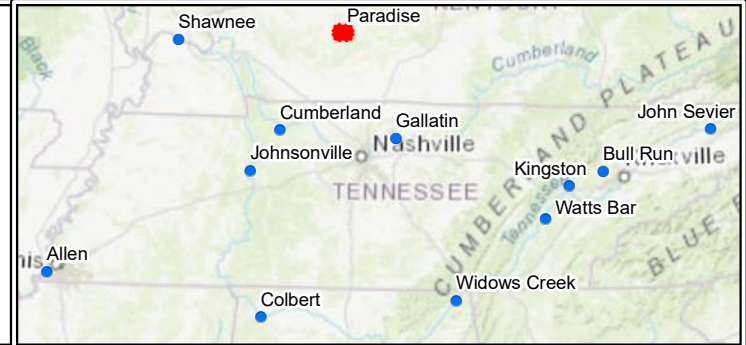 KENTUCKY
Paradise
Shawnee
Black
Cumberland
CUMBERLAND PLATEAU
John Sevier
Cumberland
Gallatin
Nashville
Johnsonville
Bull Run
Kingston
TENNESSEE
Tennessee
Watts Bar
BLUE
Allen
Widows Creek
Colbert